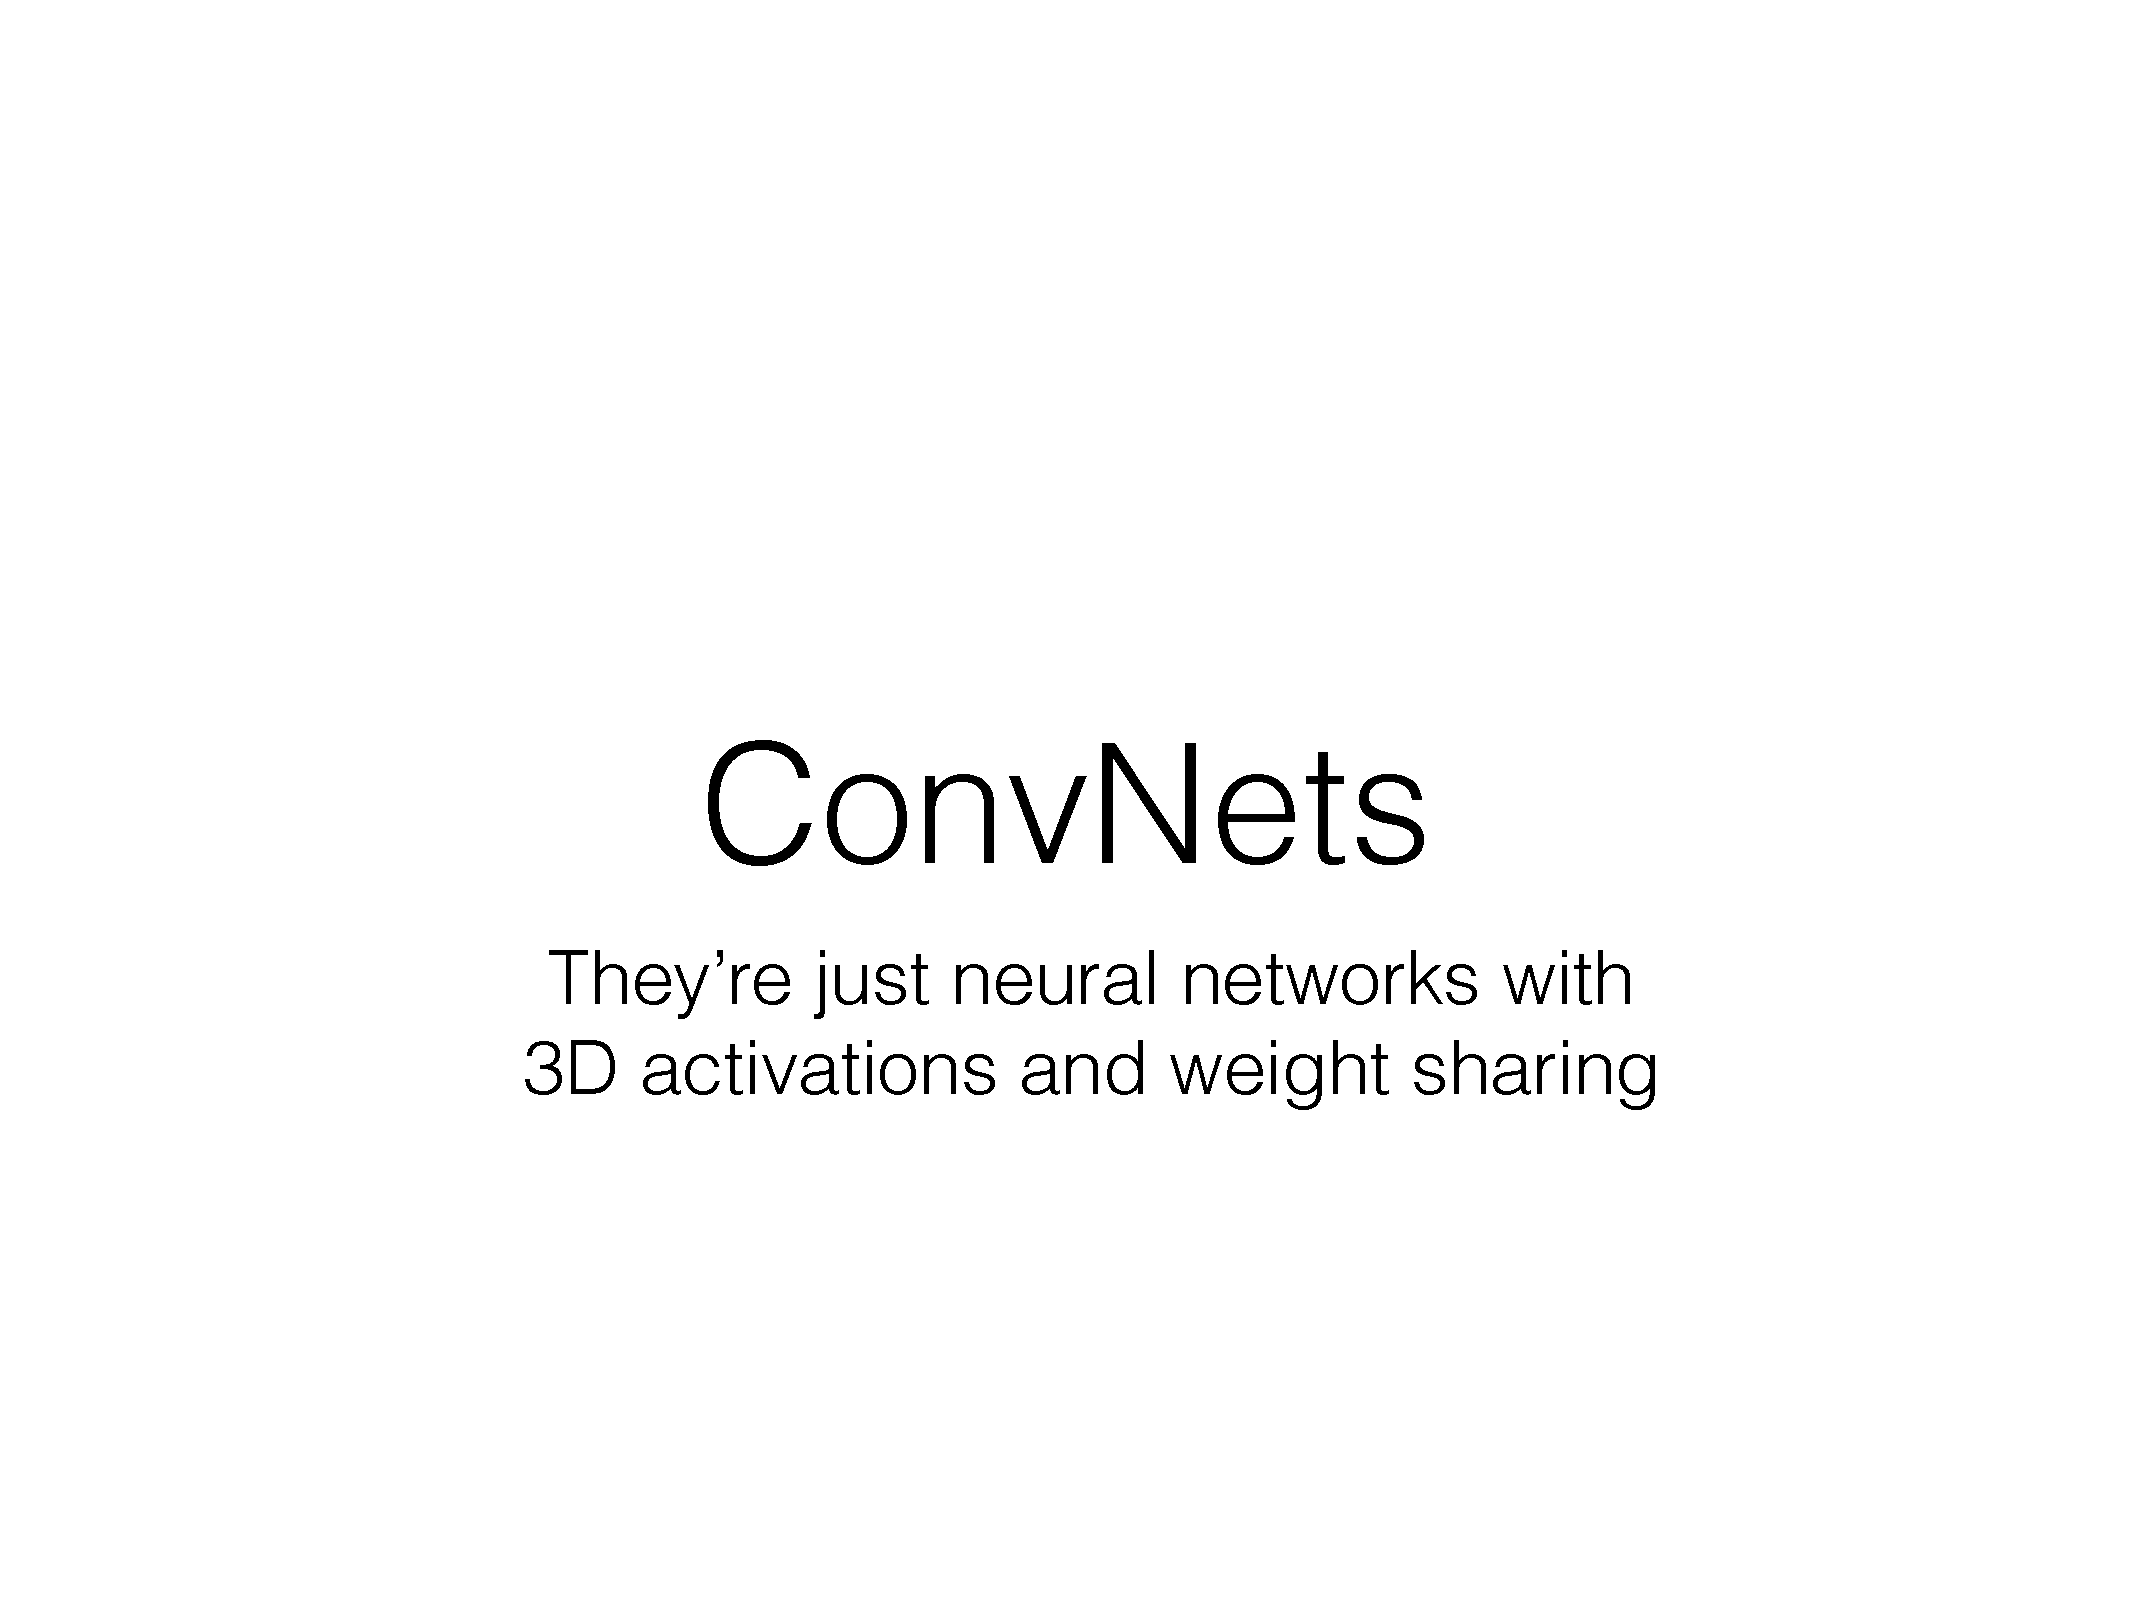 ConvNets
They’re just neural networks with
3D activations and weight sharing